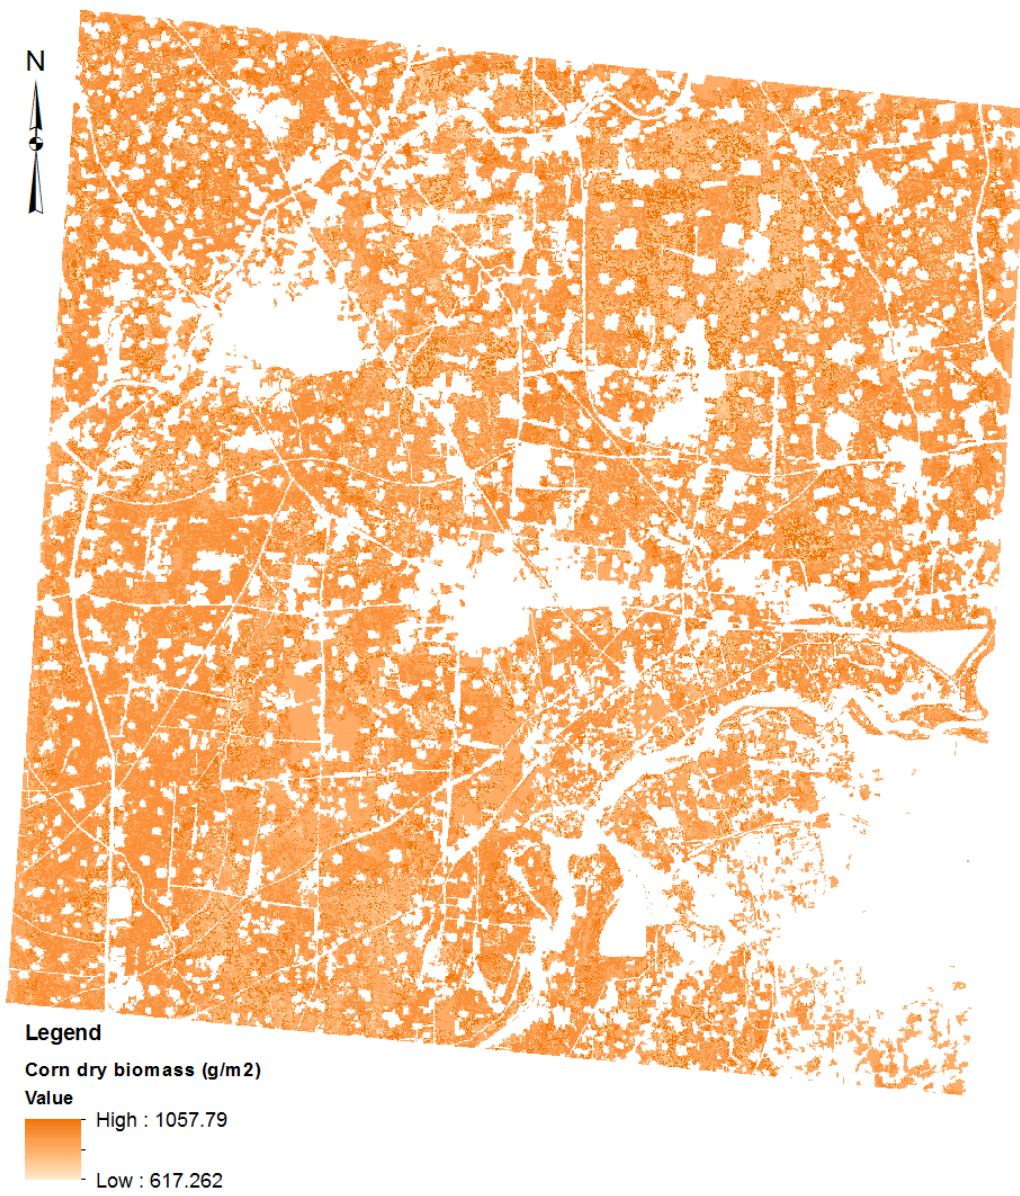 N
Legend
Corn dry biomass (g/m2)
Value
High : 1057.79
Low : 617.262